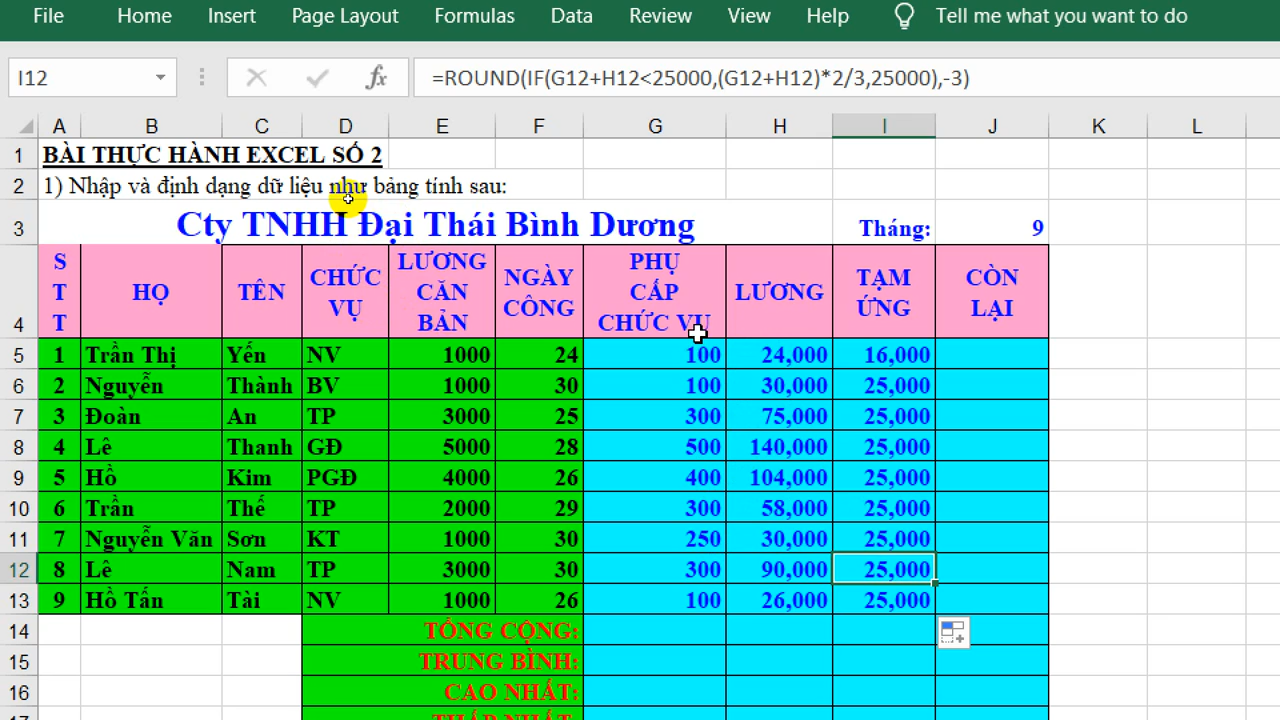 File Home Insert Page Layout Formulas Data Review View Help Tell me what you want to do
I12 fx =ROUND(IF(G12+H12<25000,(G12+H12)*2/3,25000),-3)
A B C D E F G H I J K L
1 BÀI THỰC HÀNH EXCEL SỐ 2
2 1) Nhập và định dạng dữ liệu như bảng tính sau:
3 Cty TNHH Đại Thái Bình Dương Tháng: 9
4 STT HỌ TÊN CHỨC VỤ LƯƠNG CĂN BẢN NGÀY CÔNG PHỤ CẤP CHỨC VỤ LƯƠNG TẠM ỨNG CÒN LẠI
5 1 Trần Thị Yến NV 1000 24 100 24,000 16,000
6 2 Nguyễn Thành BV 1000 30 100 30,000 25,000
7 3 Đoàn An TP 3000 25 300 75,000 25,000
8 4 Lê Thanh GĐ 5000 28 500 140,000 25,000
9 5 Hồ Kim PGĐ 4000 26 400 104,000 25,000
10 6 Trần Thế TP 2000 29 300 58,000 25,000
11 7 Nguyễn Văn Sơn KT 1000 30 250 30,000 25,000
12 8 Lê Nam TP 3000 30 300 90,000 25,000
13 9 Hồ Tấn Tài NV 1000 26 100 26,000 25,000
14 TỔNG CỘNG:
15 TRUNG BÌNH:
16 CAO NHẤT:
17 THẤP NHẤT